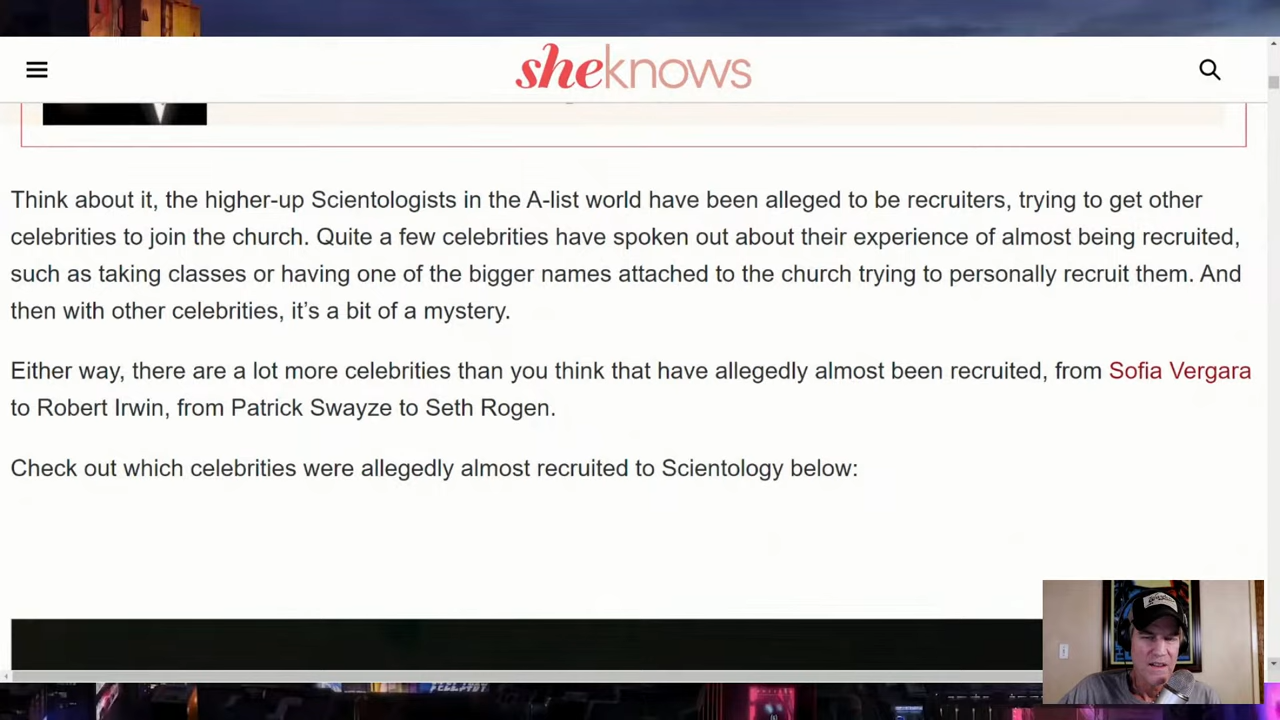 sheknows
Think about it, the higher-up Scientologists in the A-list world have been alleged to be recruiters, trying to get other
celebrities to join the church. Quite a few celebrities have spoken out about their experience of almost being recruited,
such as taking classes or having one of the bigger names attached to the church trying to personally recruit them. And
then with other celebrities, it’s a bit of a mystery.
Either way, there are a lot more celebrities than you think that have allegedly almost been recruited, from Sofia Vergara
to Robert Irwin, from Patrick Swayze to Seth Rogen.
Check out which celebrities were allegedly almost recruited to Scientology below: